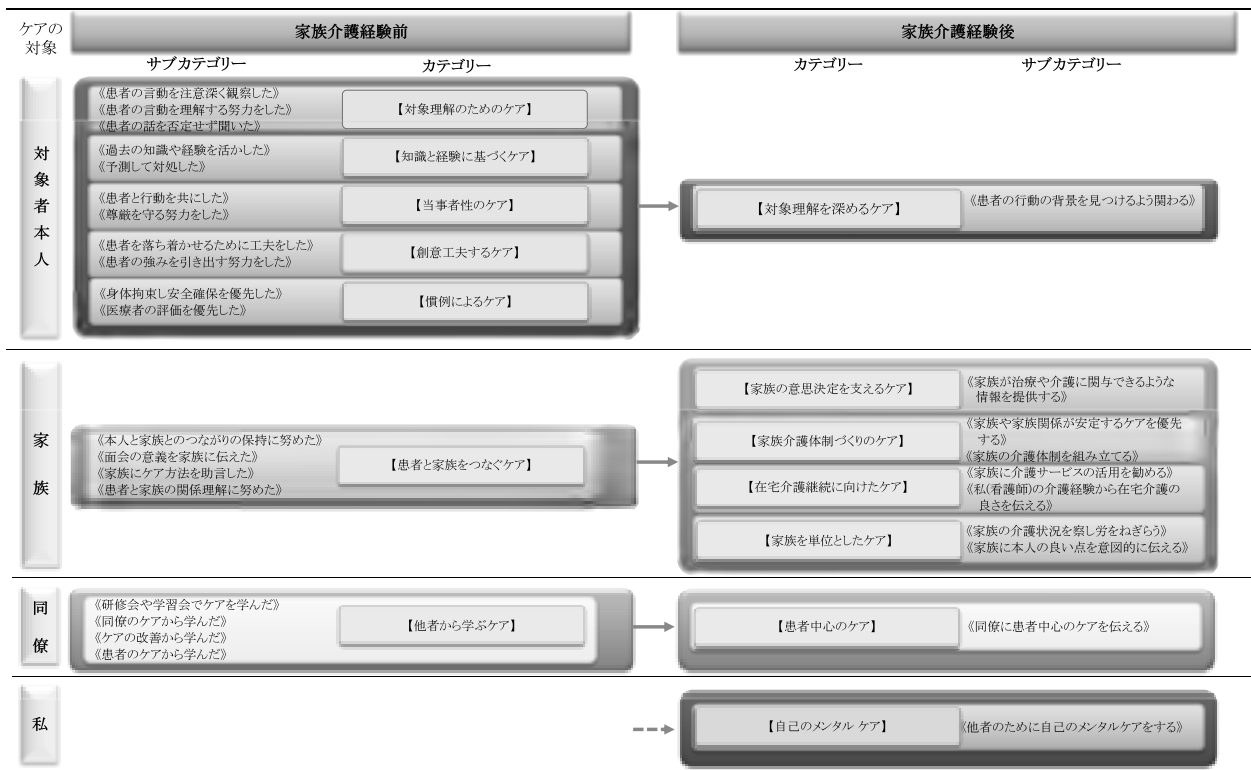 ケアの
対象
家族介護経験前
家族介護経験後
サブカテゴリー
カテゴリー
カテゴリー
サブカテゴリー
対象者本人
《患者の言動を注意深く観察した》
《患者の言動を理解する努力をした》
《患者の話を否定せず聞いた》
【対象理解のためのケア】
《過去の知識や経験を活かした》
《予測して対処した》
【知識と経験に基づくケア】
《患者と行動を共にした》
《尊厳を守る努力をした》
【当事者性のケア】
《患者を落ち着かせるために工夫をした》
《患者の強みを引き出す努力をした》
【創意工夫するケア】
《身体拘束し安全確保を優先した》
《医療者の評価を優先した》
【慣例によるケア】
【対象理解を深めるケア】
《患者の行動の背景を見つけるよう関わる》
家族
《本人と家族とのつながりの保持に努めた》
《面会の意義を家族に伝えた》
《家族にケア方法を助言した》
《患者と家族の関係理解に努めた》
【患者と家族をつなぐケア】
【家族の意思決定を支えるケア】
《家族が治療や介護に関与できるような
情報を提供する》
【家族介護体制づくりのケア】
《家族や家族関係が安定するケアを優先
する》
《家族の介護体制を組み立てる》
【在宅介護継続に向けたケア】
《家族に介護サービスの活用を勧める》
《私(看護師)の介護経験から在宅介護の
良さを伝える》
【家族を単位としたケア】
《家族の介護状況を察し労をねぎらう》
《家族に本人の良い点を意図的に伝える》
同僚
《研修会や学習会でケアを学んだ》
《同僚のケアから学んだ》
《ケアの改善から学んだ》
《患者のケアから学んだ》
【他者から学ぶケア】
【患者中心のケア】
《同僚に患者中心のケアを伝える》
私
【自己のメンタル ケア】
《他者のために自己のメンタルケアをする》